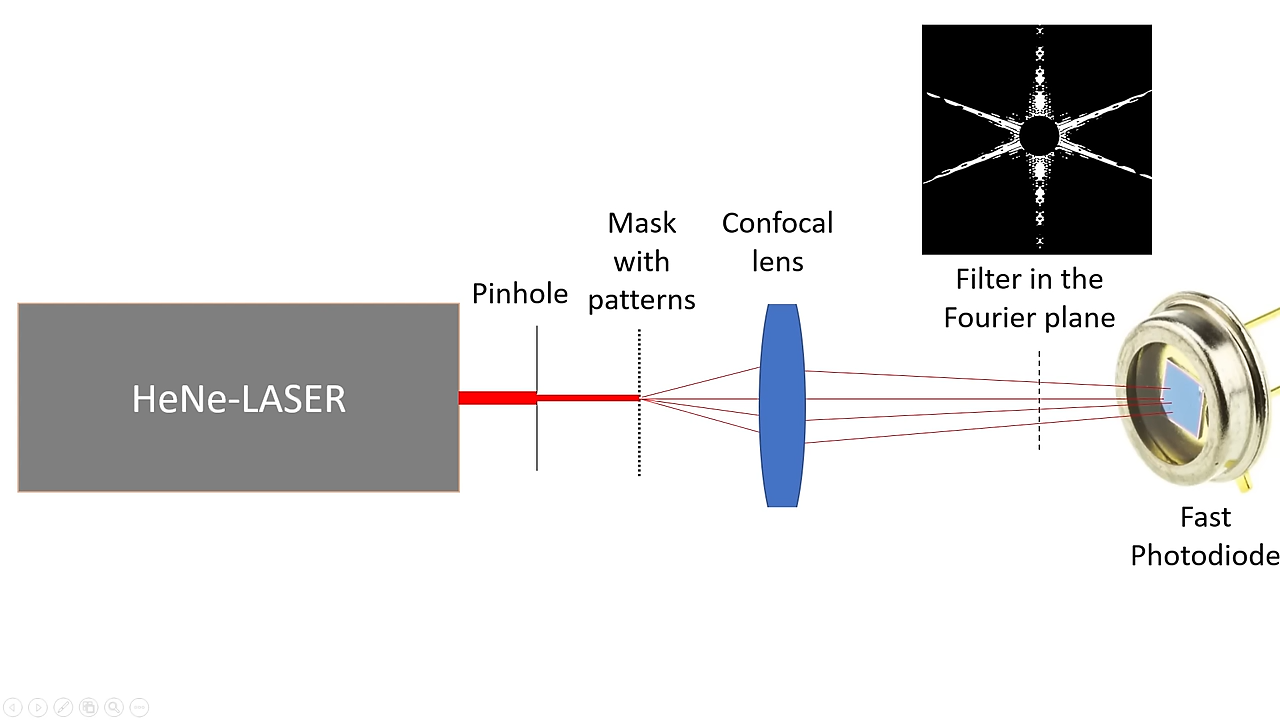 Mask
with
patterns
Confocal
lens
Pinhole
Filter in the
Fourier plane
HeNe-LASER
Fast
Photodiode